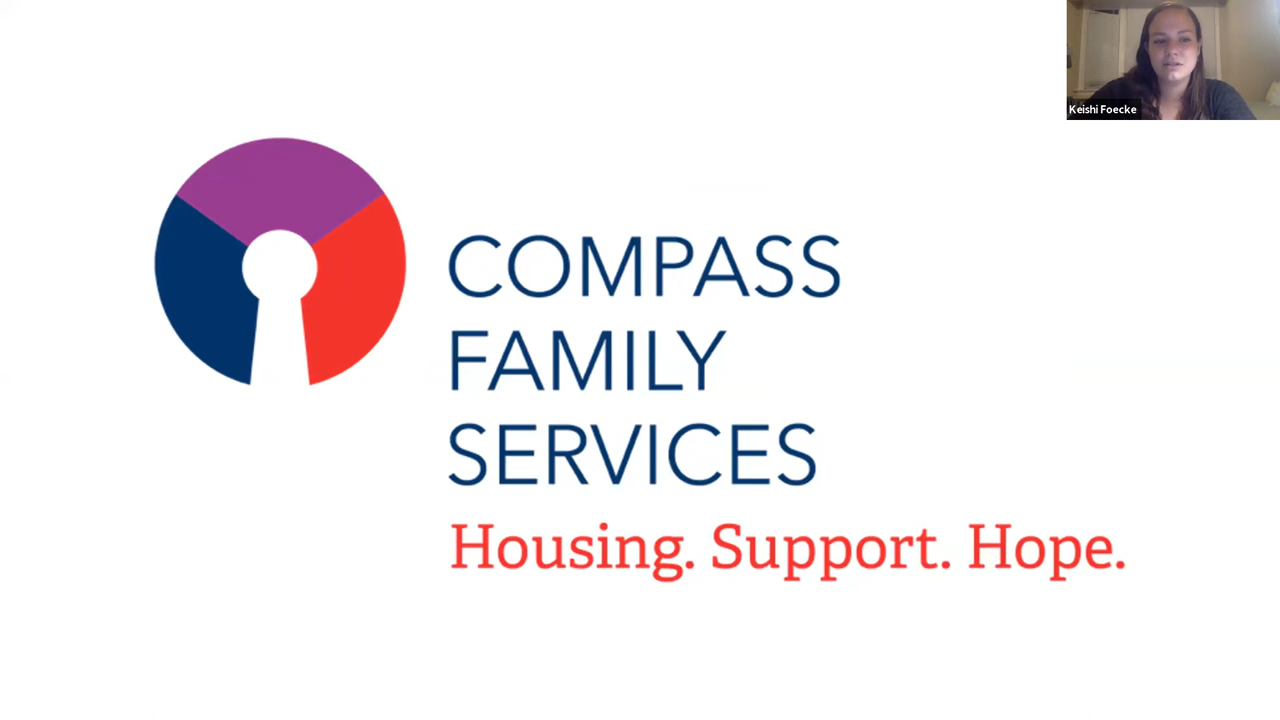 Keishi Foecke
COMPASS
FAMILY
SERVICES
Housing. Support. Hope.